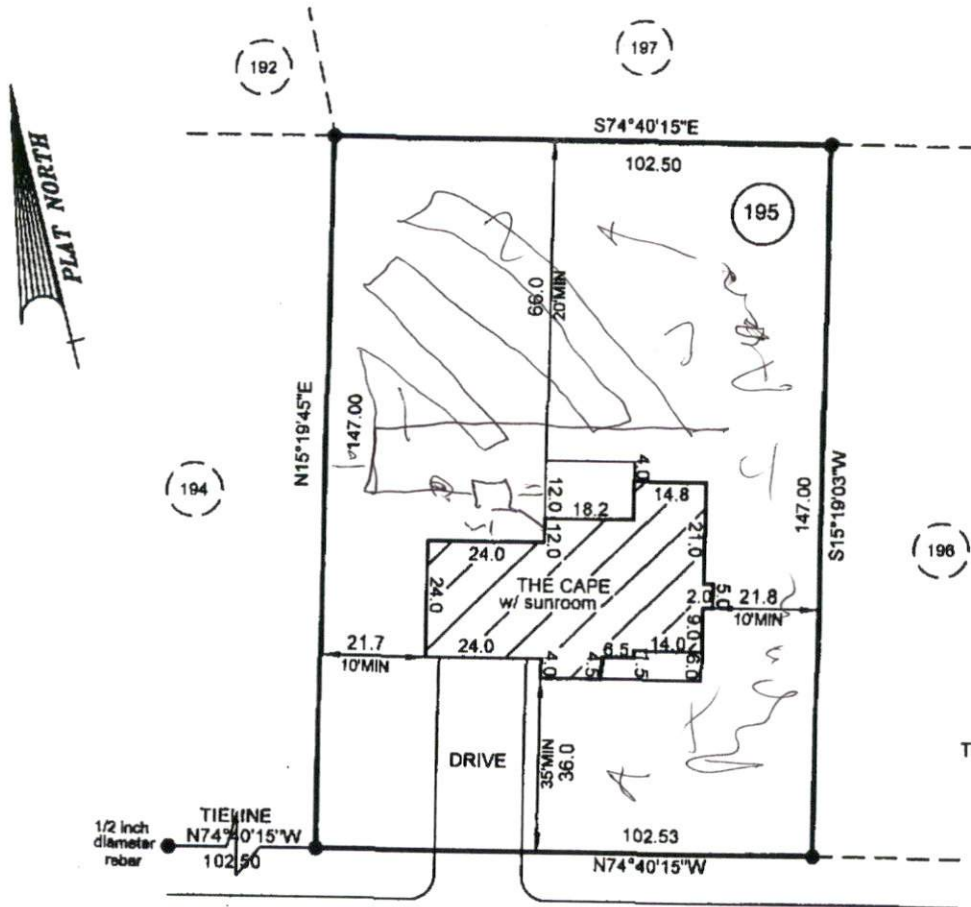 197
192
PLAT NORTH
S74°40'15"E
102.50
195
66.0
20'MIN
N15°19'45"E
147.00
147.00
S15°19'03"W
194
196
4.0
12.0
18.2
14.8
12.0
24.0
21.0
THE CAPE
w/ sunroom
24.0
2.0
5.0
21.8
10'MIN
9.0
21.7
10'MIN
24.0
4.0
4.5
6.5
1.5
14.0
6.0
DRIVE
35'MIN
36.0
T
1/2 inch
diameter
rebar
TIELINE
N74°40'15"W
102.50
102.53
N74°40'15"W